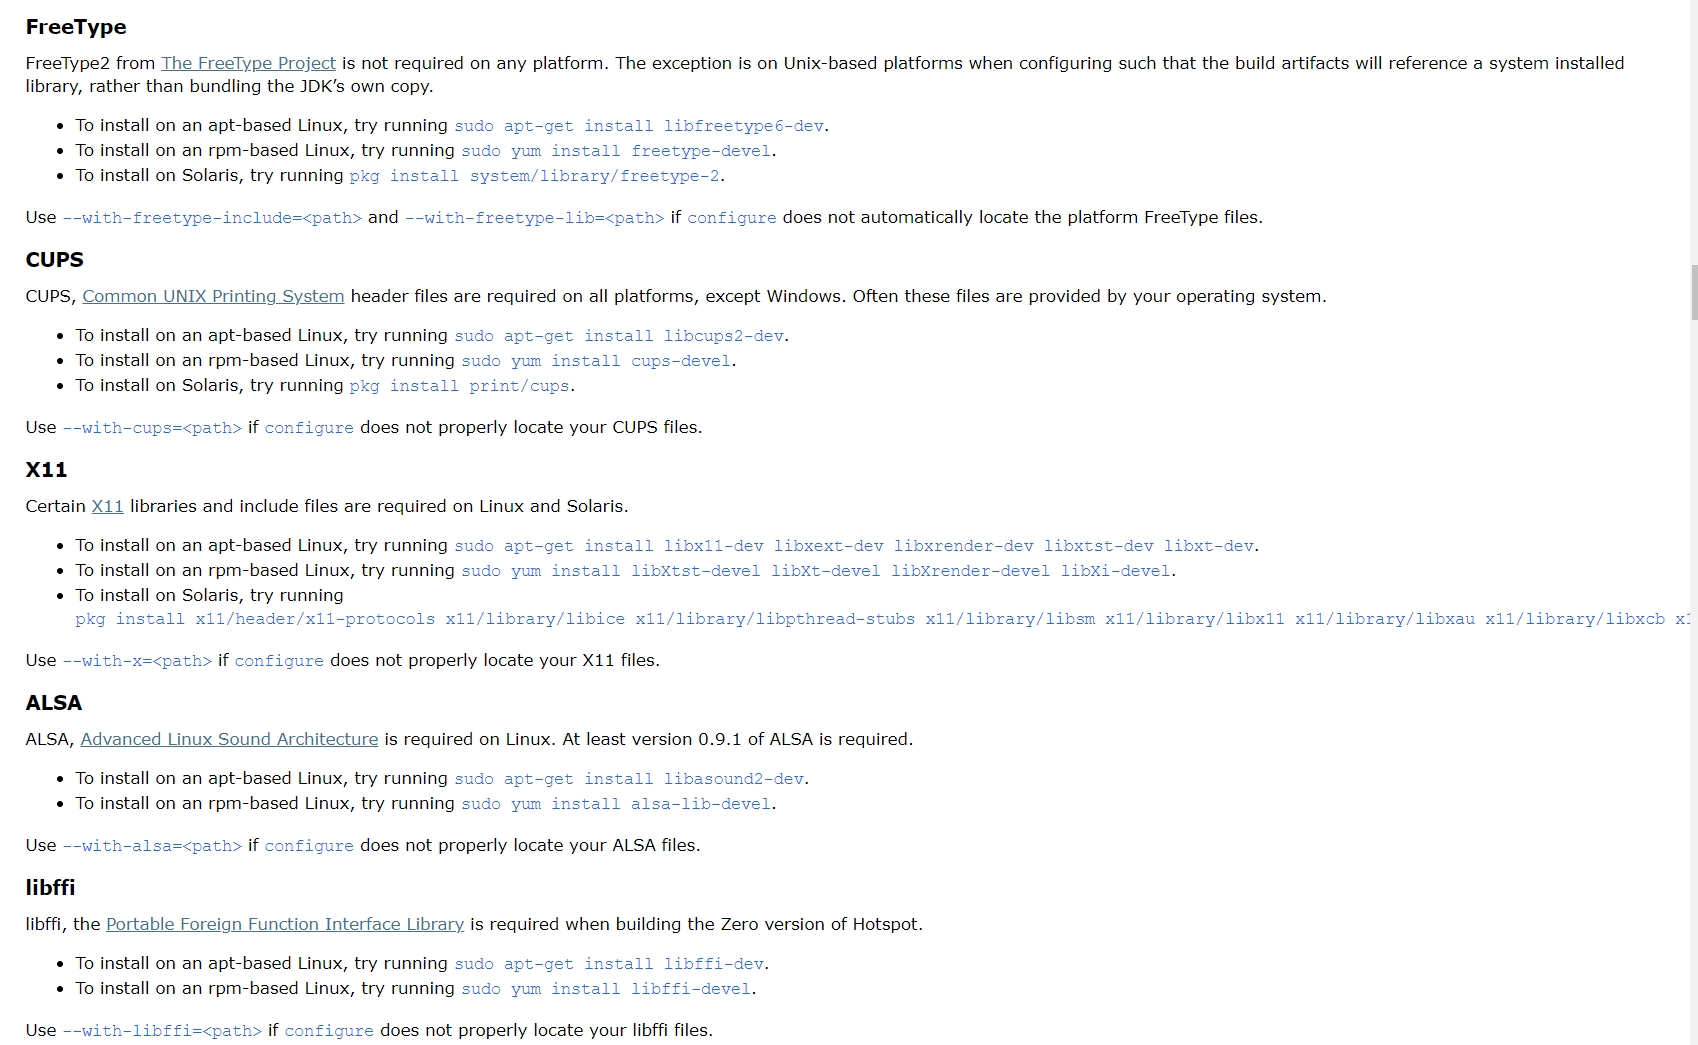 FreeType
FreeType2 from The FreeType Project is not required on any platform. The exception is on Unix-based platforms when configuring such that the build artifacts will reference a system installed
library, rather than bundling the JDK’s own copy.
• To install on an apt-based Linux, try running sudo apt-get install libfreetype6-dev.
• To install on an rpm-based Linux, try running sudo yum install freetype-devel.
• To install on Solaris, try running pkg install system/library/freetype-2.
Use --with-freetype-include=<path> and --with-freetype-lib=<path> if configure does not automatically locate the platform FreeType files.
CUPS
CUPS, Common UNIX Printing System header files are required on all platforms, except Windows. Often these files are provided by your operating system.
• To install on an apt-based Linux, try running sudo apt-get install libcups2-dev.
• To install on an rpm-based Linux, try running sudo yum install cups-devel.
• To install on Solaris, try running pkg install print/cups.
Use --with-cups=<path> if configure does not properly locate your CUPS files.
X11
Certain X11 libraries and include files are required on Linux and Solaris.
• To install on an apt-based Linux, try running sudo apt-get install libx11-dev libxext-dev libxrender-dev libxtst-dev libxt-dev.
• To install on an rpm-based Linux, try running sudo yum install libXtst-devel libXt-devel libXrender-devel libXi-devel.
• To install on Solaris, try running
pkg install x11/header/x11-protocols x11/library/libice x11/library/libpthread-stubs x11/library/libsm x11/library/libx11 x11/library/libxau x11/library/libxcb
Use --with-x=<path> if configure does not properly locate your X11 files.
ALSA
ALSA, Advanced Linux Sound Architecture is required on Linux. At least version 0.9.1 of ALSA is required.
• To install on an apt-based Linux, try running sudo apt-get install libasound2-dev.
• To install on an rpm-based Linux, try running sudo yum install alsa-lib-devel.
Use --with-alsa=<path> if configure does not properly locate your ALSA files.
libffi
libffi, the Portable Foreign Function Interface Library is required when building the Zero version of Hotspot.
• To install on an apt-based Linux, try running sudo apt-get install libffi-dev.
• To install on an rpm-based Linux, try running sudo yum install libffi-devel.
Use --with-libffi=<path> if configure does not properly locate your libffi files.